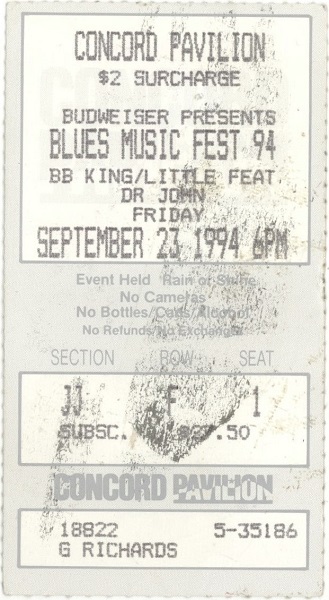 CONCORD PAVILION
$2 SURCHARGE
BUDWEISER PRESENTS
BLUES MUSIC FEST 94
BB KING/LITTLE FEAT
DR JOHN
FRIDAY
SEPTEMBER 23 1994 6PM
Event Held Rain or Shine
No Cameras
No Bottles/Cans/Alcohol
No Refunds/No Exchanges
SECTION ROW SEAT
JJ F 1
SUBSC.
CONCORD PAVILION
18822 5-35186
G RICHARDS